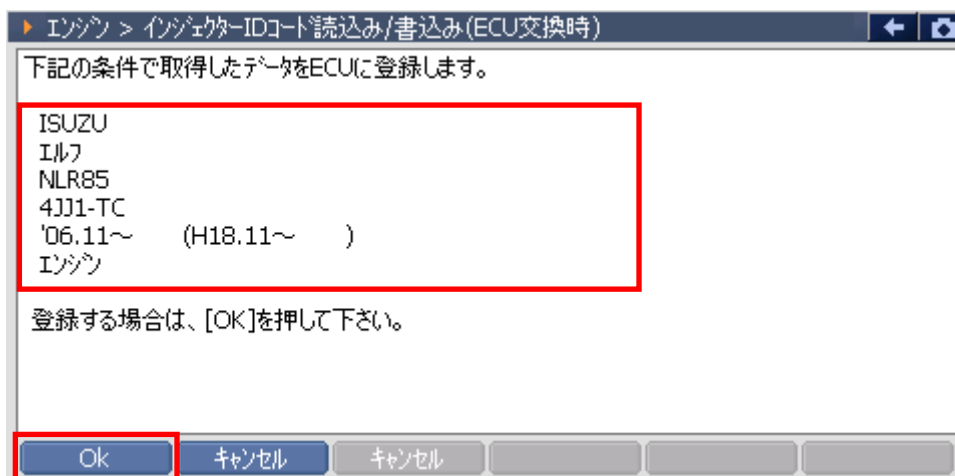 エンジン > インジェクターIDコード読込み/書込み(ECU交換時)
下記の条件で取得したデータをECUに登録します。
ISUZU
エルフ
NLR85
4JJ1-TC
'06.11～ (H18.11～ )
エンジン
登録する場合は、[OK]を押して下さい。
Ok キャンセル キャンセル